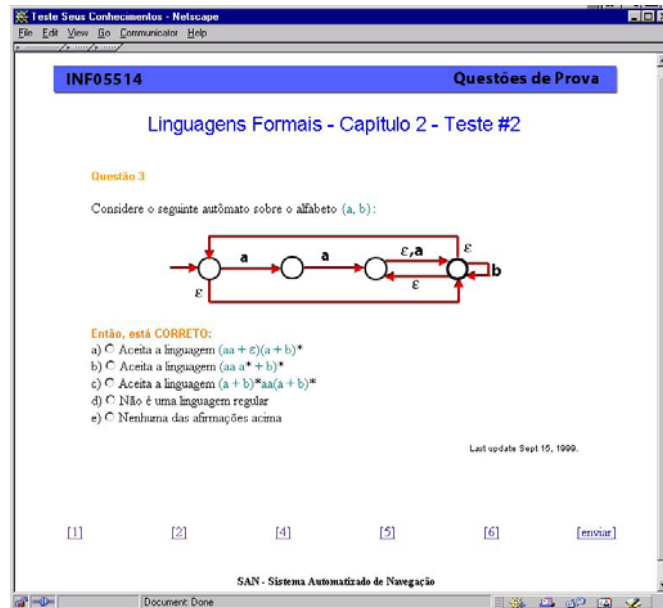 Teste Seus Conhecimentos - Netscape
File Edit View Go Communicator Help
INF05514 Questões de Prova
Linguagens Formais - Capítulo 2 - Teste #2
Questão 3
Considere o seguinte autômato sobre o alfabeto (a, b):
ε
a a ε,a
b
ε
ε
Então, está CORRETO:
a) Aceita a linguagem (aa + ε)(a + b)*
b) Aceita a linguagem (aa a* + b)*
c) Aceita a linguagem (a + b)*aa(a + b)*
d) Não é uma linguagem regular
e) Nenhuma das afirmações acima
Last update Sept 15, 1999.
[1] [2] [4] [5] [6] [enviar]
SAN - Sistema Automatizado de Navegação
Document: Done